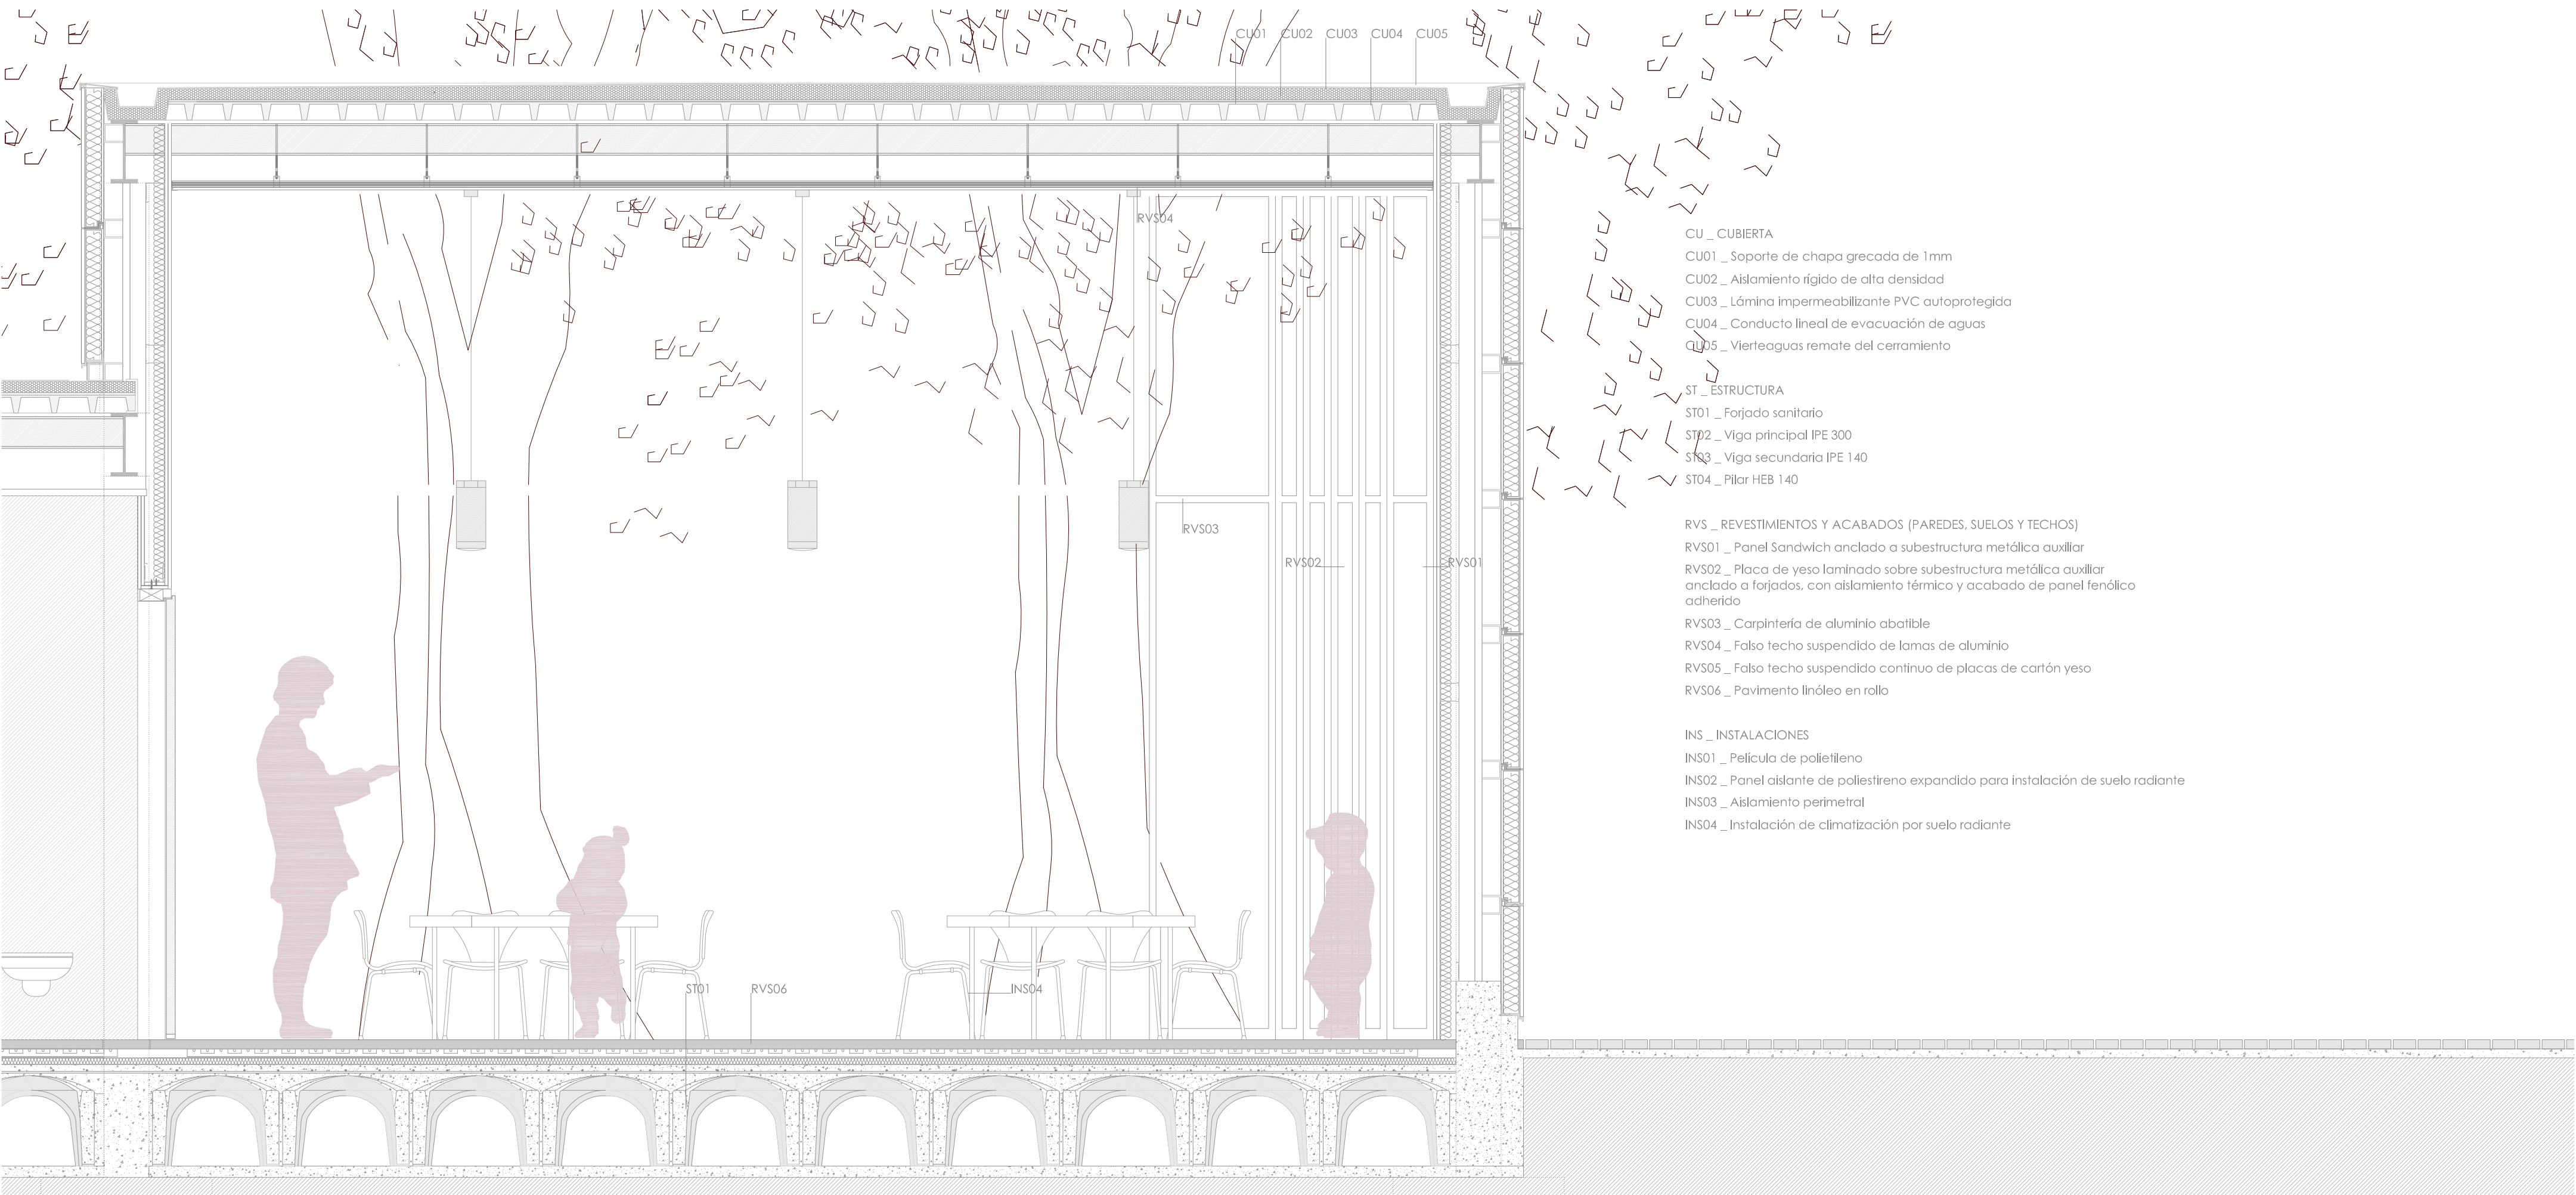 CU01 CU02 CU03 CU04 CU05
RVS04
RVS03
RVS02 RVS01
ST01 RVS06 INS04
CU _ CUBIERTA
CU01 _ Soporte de chapa grecada de 1mm
CU02 _ Aislamiento rígido de alta densidad
CU03 _ Lámina impermeabilizante PVC autoprotegida
CU04 _ Conducto lineal de evacuación de aguas
CU05 _ Vierteaguas remate del cerramiento
ST _ ESTRUCTURA
ST01 _ Forjado sanitario
ST02 _ Viga principal IPE 300
ST03 _ Viga secundaria IPE 140
ST04 _ Pilar HEB 140
RVS _ REVESTIMIENTOS Y ACABADOS (PAREDES, SUELOS Y TECHOS)
RVS01 _ Panel Sandwich anclado a subestructura metálica auxiliar
RVS02 _ Placa de yeso laminado sobre subestructura metálica auxiliar
anclado a forjados, con aislamiento térmico y acabado de panel fenólico
adherido
RVS03 _ Carpintería de aluminio abatible
RVS04 _ Falso techo suspendido de lamas de aluminio
RVS05 _ Falso techo suspendido continuo de placas de cartón yeso
RVS06 _ Pavimento linóleo en rollo
INS _ INSTALACIONES
INS01 _ Película de polietileno
INS02 _ Panel aislante de poliestireno expandido para instalación de suelo radiante
INS03 _ Aislamiento perimetral
INS04 _ Instalación de climatización por suelo radiante